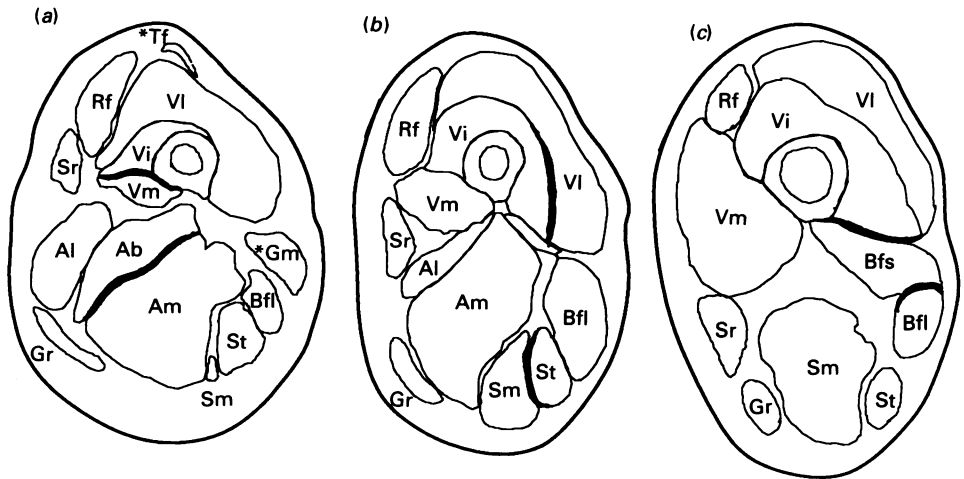 (a)
*Tf
Rf
Vl
Sr
Vi
Vm
Al
Ab
*Gm
Am
Bfl
Gr
St
Sm
(b)
Rf
Vi
Vl
Vm
Sr
Al
Am
Bfl
Gr
Sm
St
(c)
Rf
Vl
Vi
Vm
Bfs
Sr
Bfl
Sm
Gr
St